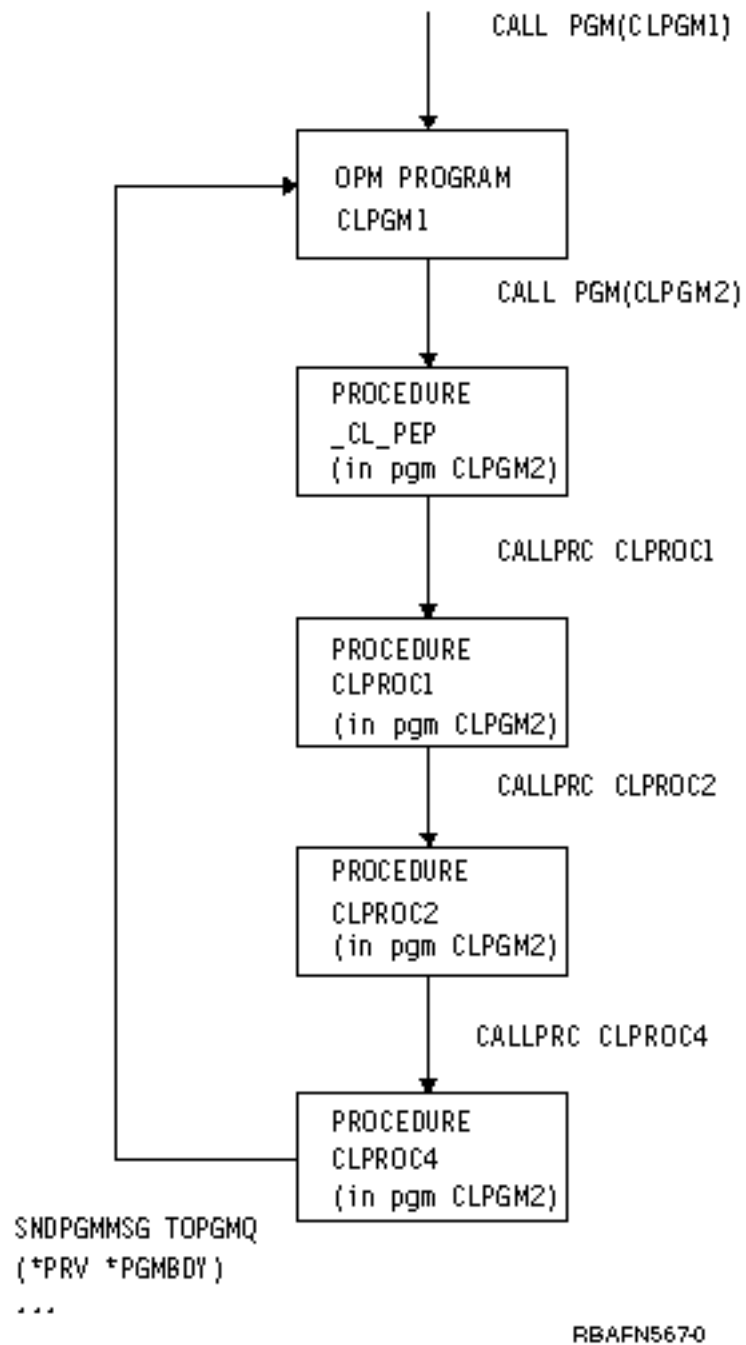 CALL PGM(CLPGM1)
OPM PROGRAM
CLPGM1
CALL PGM(CLPGM2)
PROCEDURE
_CL_PEP
(in pgm CLPGM2)
CALLPRC CLPROC1
PROCEDURE
CLPROC1
(in pgm CLPGM2)
CALLPRC CLPROC2
PROCEDURE
CLPROC2
(in pgm CLPGM2)
CALLPRC CLPROC4
PROCEDURE
CLPROC4
(in pgm CLPGM2)
SNDPGMMSG TOPGMQ
(*PRV *PGMBDY)
...
RBAFN567-0